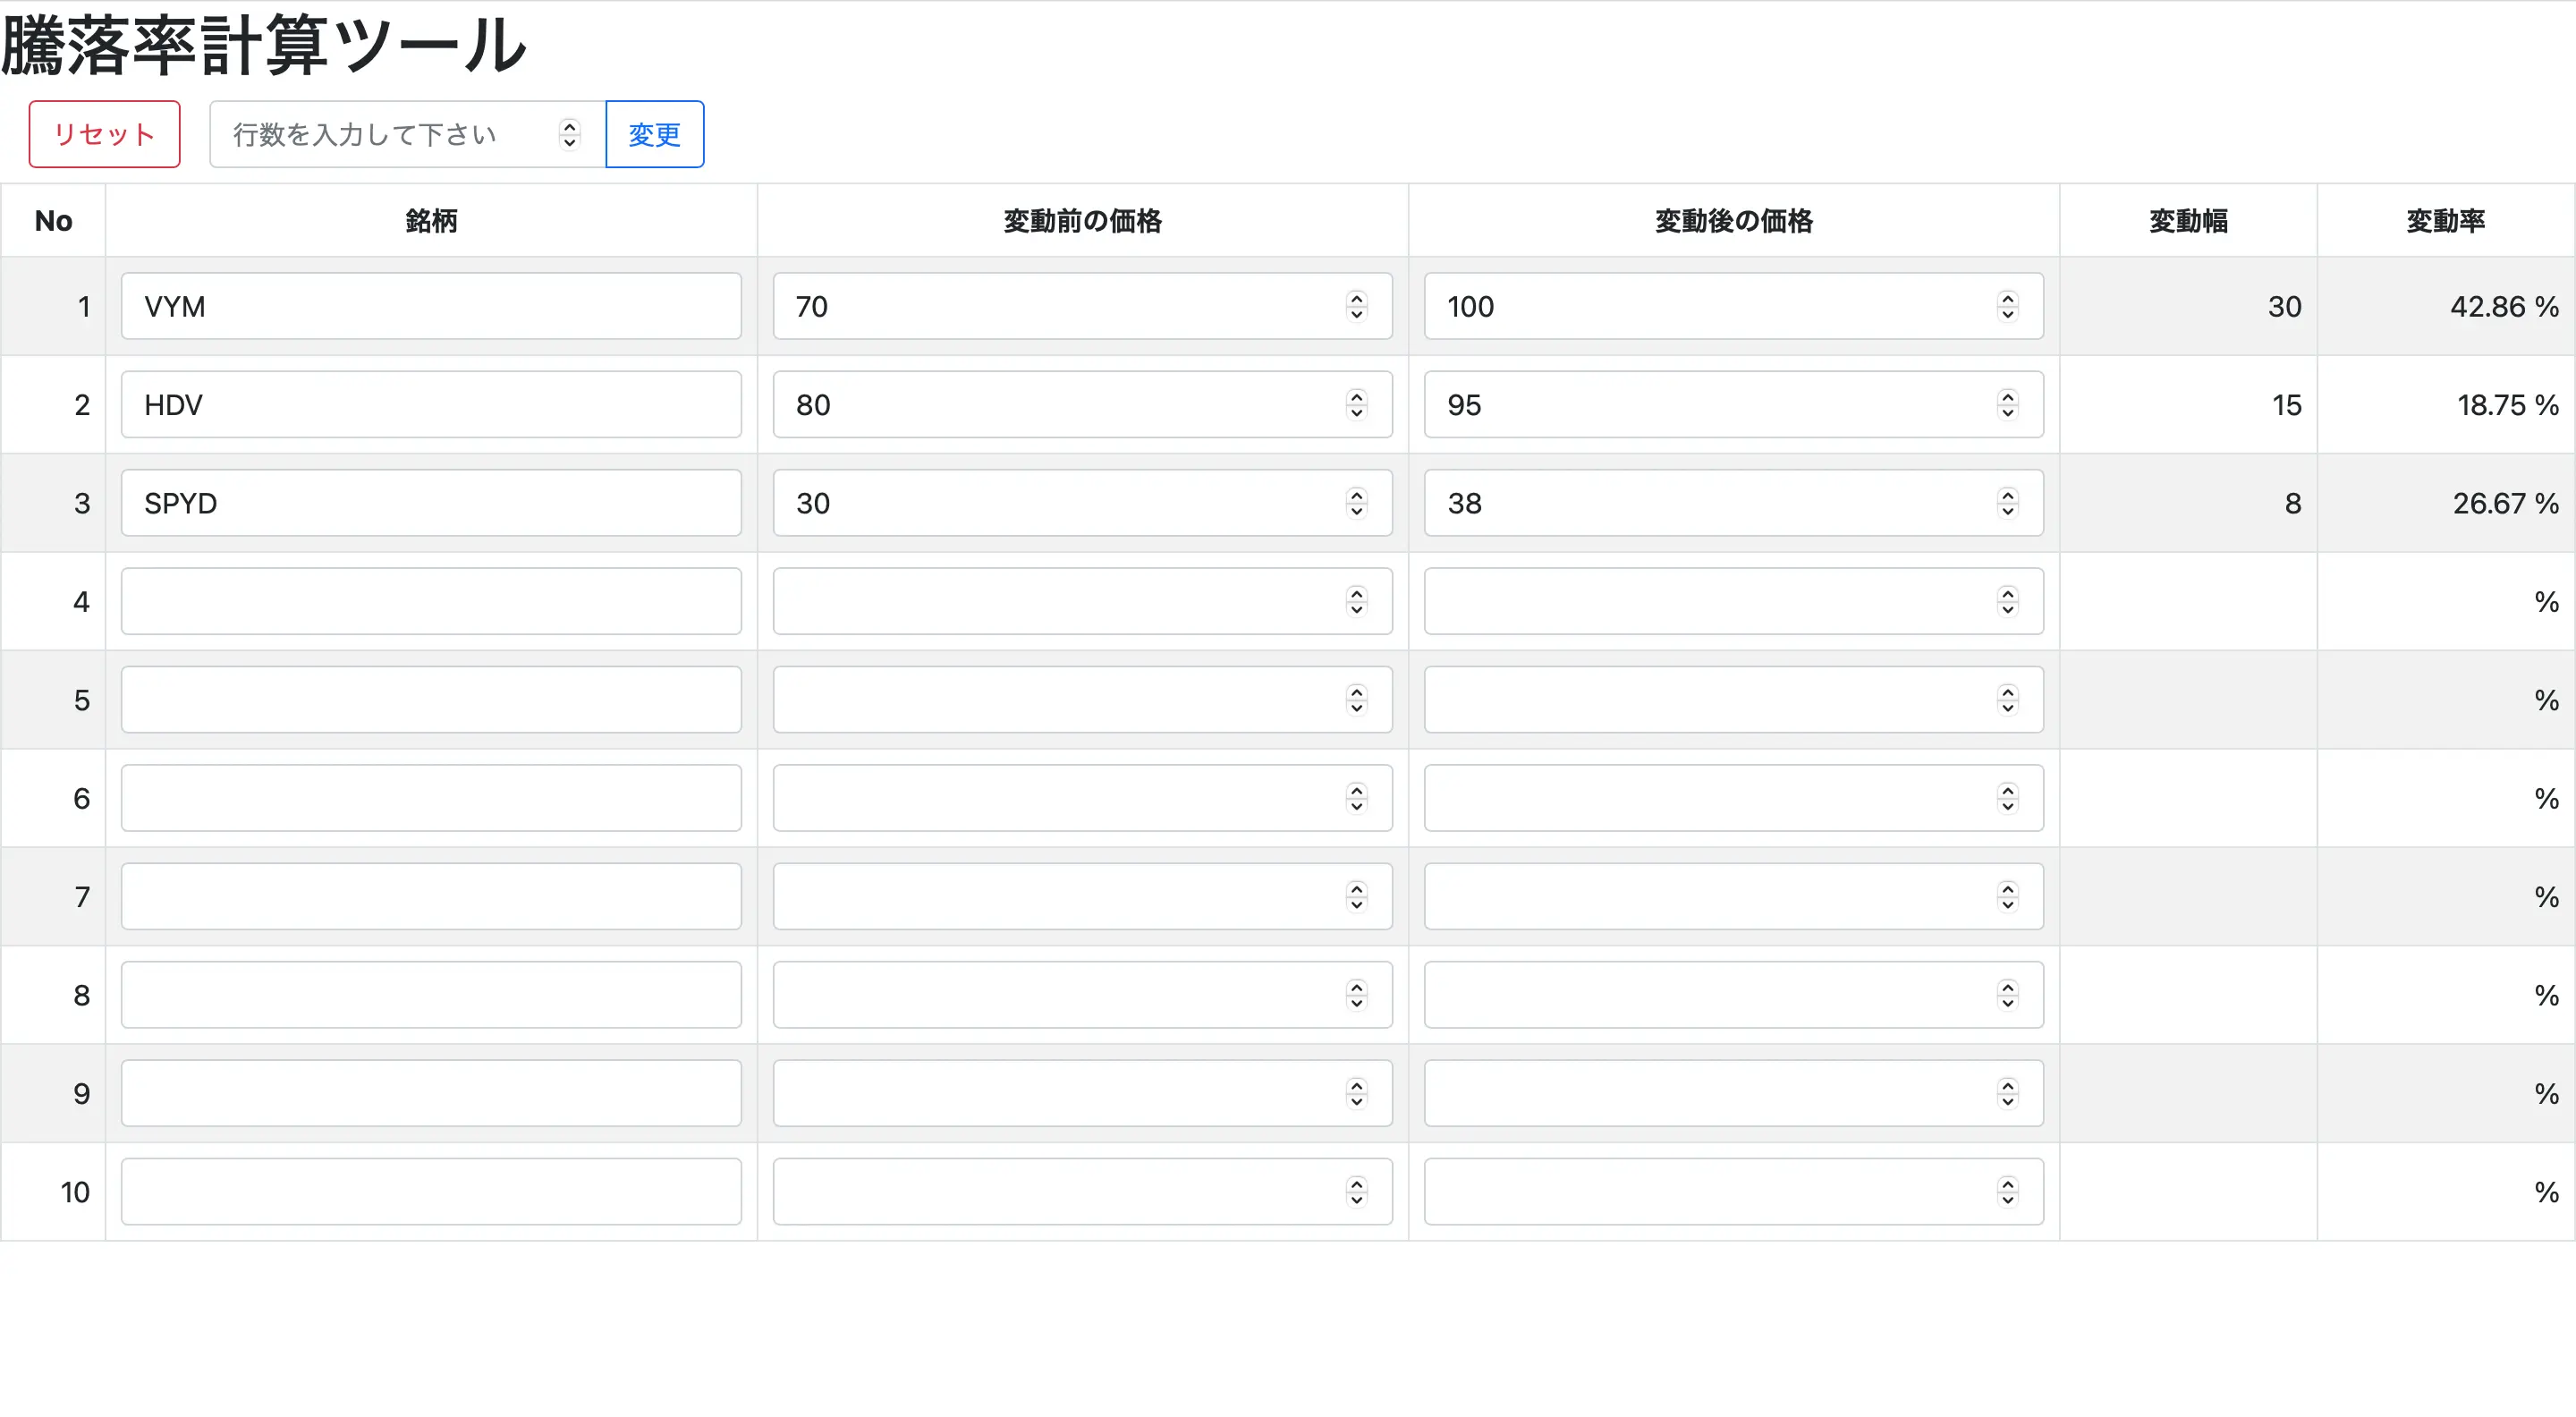 騰落率計算ツール
リセット 行数を入力して下さい 変更
No 銘柄 変動前の価格 変動後の価格 変動幅 変動率
1 VYM 70 100 30 42.86 %
2 HDV 80 95 15 18.75 %
3 SPYD 30 38 8 26.67 %
4 %
5 %
6 %
7 %
8 %
9 %
10 %